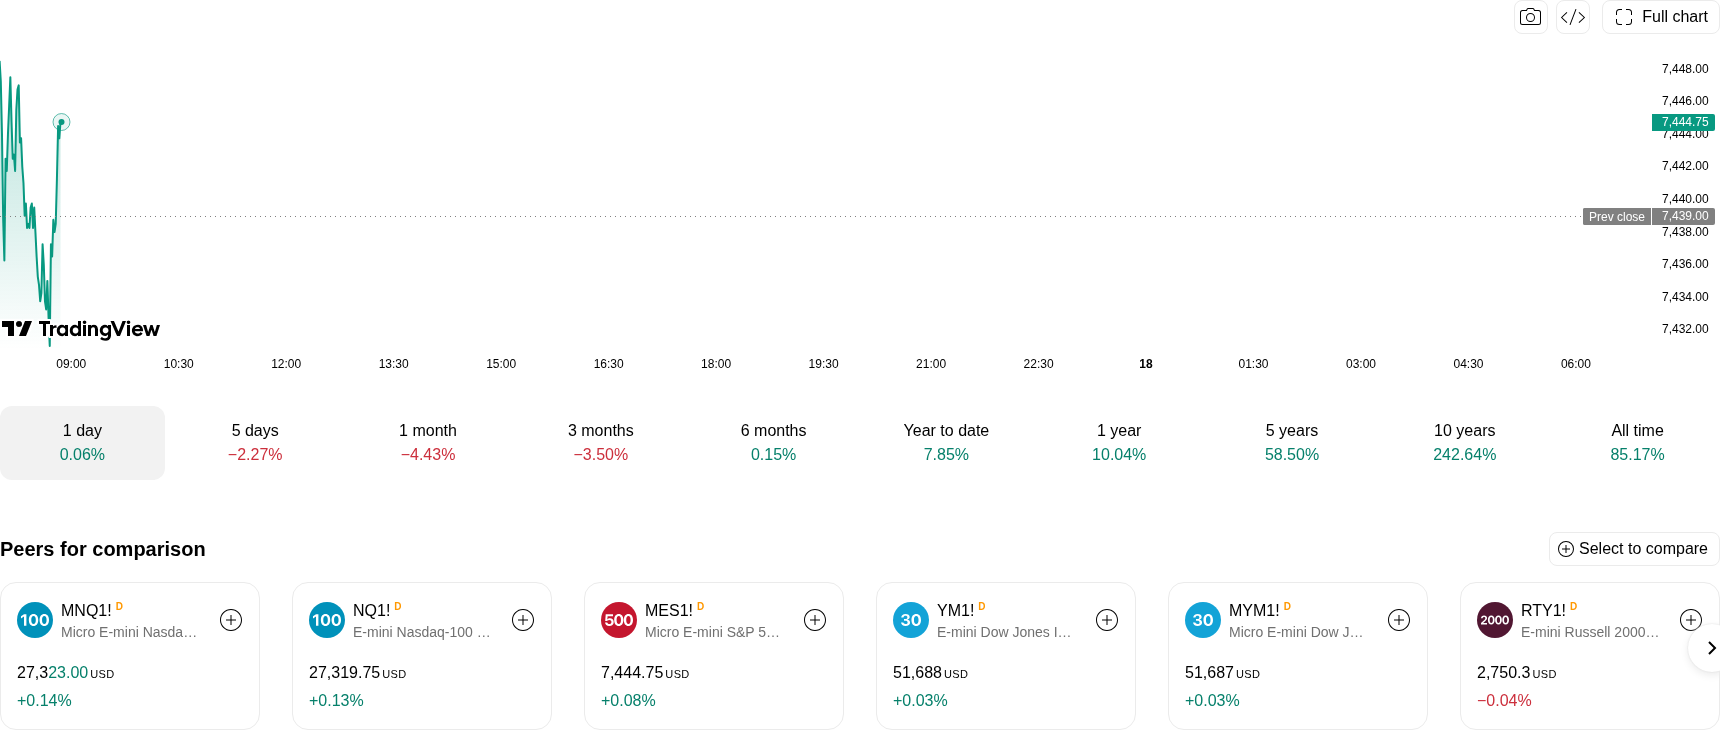 Full chart
7,448.00
7,446.00
7,444.75
7,444.00
7,442.00
7,440.00
Prev close 7,439.00
7,438.00
7,436.00
7,434.00
7,432.00
TradingView
09:00 10:30 12:00 13:30 15:00 16:30 18:00 19:30 21:00 22:30 18 01:30 03:00 04:30 06:00
1 day 5 days 1 month 3 months 6 months Year to date 1 year 5 years 10 years All time
0.06% −2.27% −4.43% −3.50% 0.15% 7.85% 10.04% 58.50% 242.64% 85.17%
Peers for comparison
Select to compare
100 MNQ1! D
Micro E-mini Nasda…
27,323.00 USD
+0.14%
100 NQ1! D
E-mini Nasdaq-100 …
27,319.75 USD
+0.13%
500 MES1! D
Micro E-mini S&P 5…
7,444.75 USD
+0.08%
30 YM1! D
E-mini Dow Jones I…
51,688 USD
+0.03%
30 MYM1! D
Micro E-mini Dow J…
51,687 USD
+0.03%
2000 RTY1! D
E-mini Russell 2000…
2,750.3 USD
−0.04%